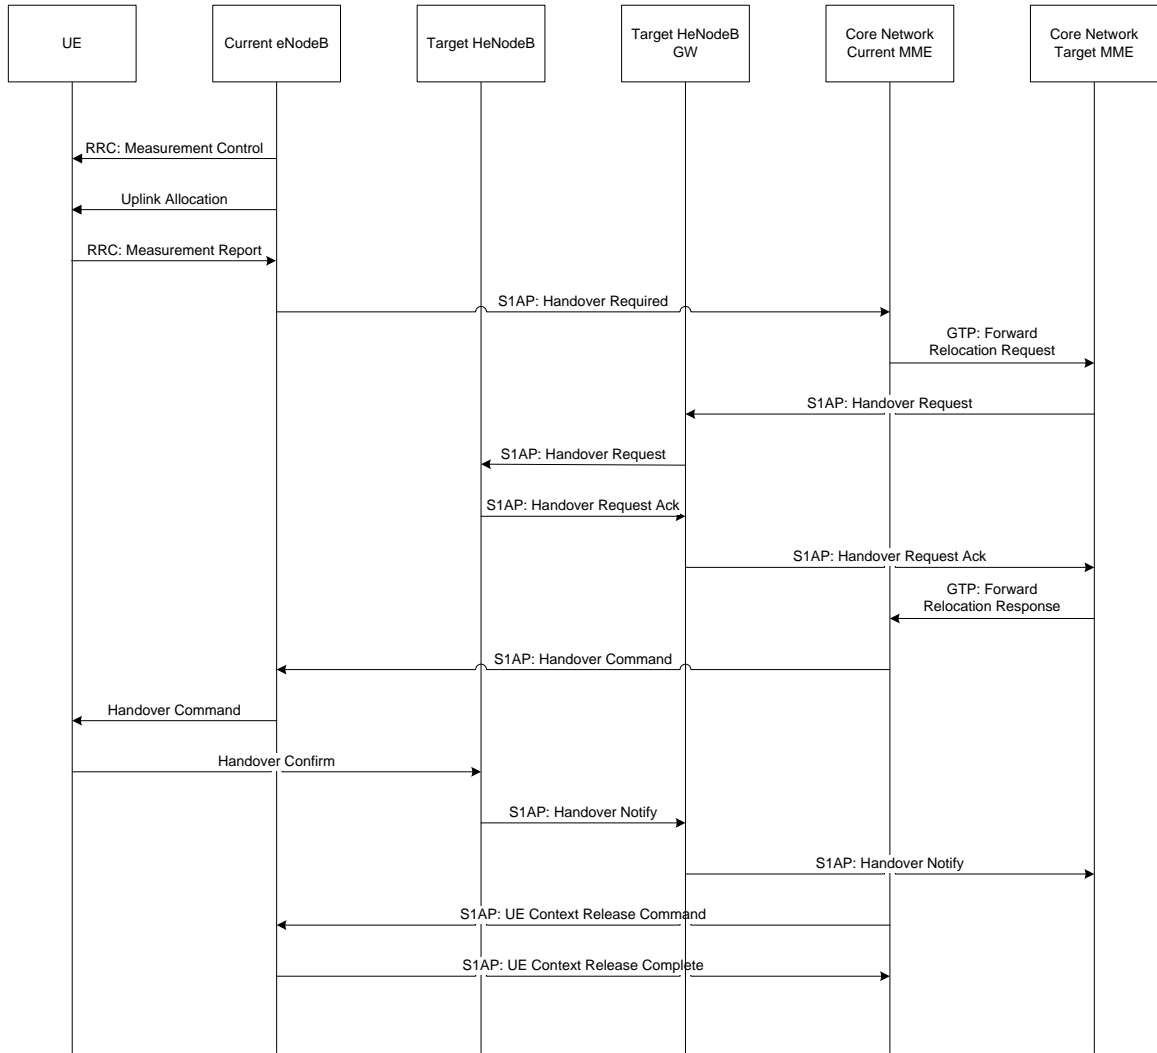 UE
Current eNodeB
Target HeNodeB
Target HeNodeB
GW
Core Network
Current MME
Core Network
Target MME
RRC: Measurement Control
Uplink Allocation
RRC: Measurement Report
S1AP: Handover Required
GTP: Forward
Relocation Request
S1AP: Handover Request
S1AP: Handover Request
S1AP: Handover Request Ack
S1AP: Handover Request Ack
GTP: Forward
Relocation Response
S1AP: Handover Command
Handover Command
Handover Confirm
S1AP: Handover Notify
S1AP: Handover Notify
S1AP: UE Context Release Command
S1AP: UE Context Release Complete